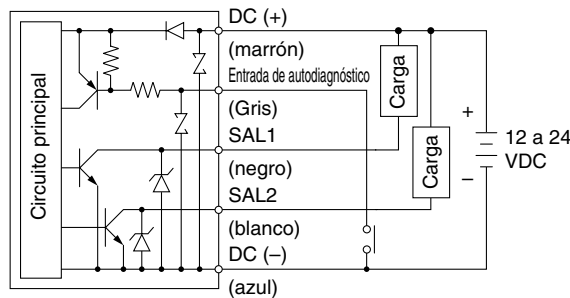 Circuito principal
DC (+)
(marrón)
Entrada de autodiagnóstico
(Gris)
SAL1
(negro)
SAL2
(blanco)
DC (–)
(azul)
Carga
Carga
+
–
12 a 24
VDC